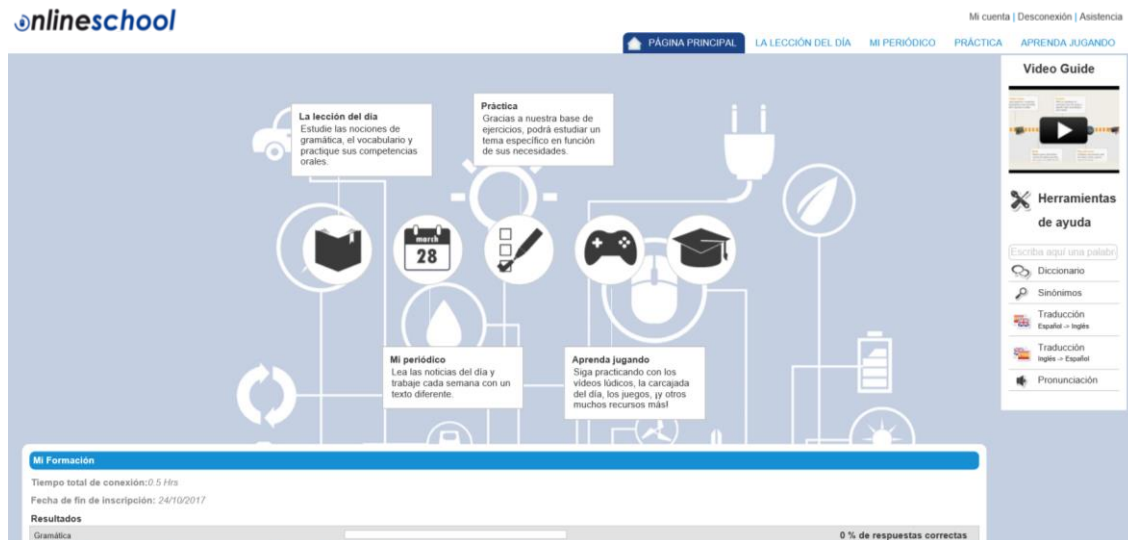 onlineschool
Mi cuenta | Desconexión | Asistencia
PÁGINA PRINCIPAL LA LECCIÓN DEL DÍA MI PERIÓDICO PRÁCTICA APRENDA JUGANDO
La lección del día
Estudie las nociones de
gramática, el vocabulario y
practique sus competencias
orales.
Práctica
Gracias a nuestra base de
ejercicios, podrá estudiar un
tema específico en función
de sus necesidades.
march
28
Mi periódico
Lea las noticias del día y
trabaje cada semana con un
texto diferente.
Aprenda jugando
Siga practicando con los
vídeos lúdicos, la carcajada
del día, los juegos, ¡y otros
muchos recursos más!
Video Guide
Herramientas
de ayuda
Escriba aquí una palabr
Diccionario
Sinónimos
Traducción
Español -> Inglés
Traducción
Inglés -> Español
Pronunciación
Mi Formación
Tiempo total de conexión:0.5 Hrs
Fecha de fin de inscripción: 24/10/2017
Resultados
Gramática 0 % de respuestas correctas